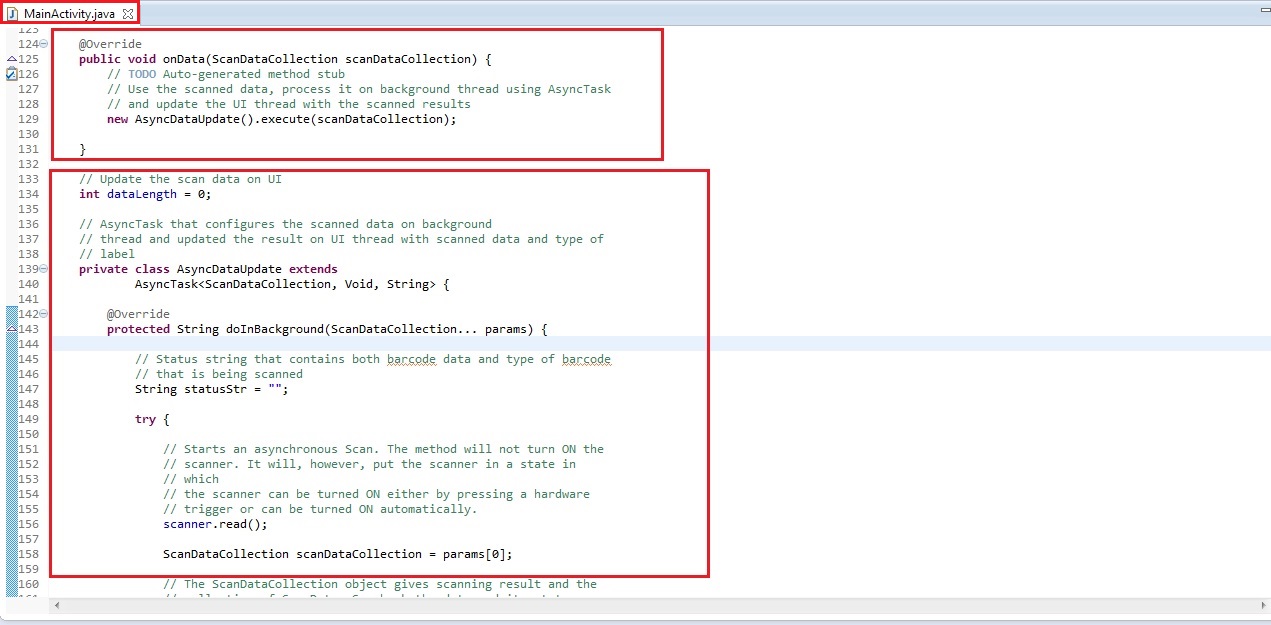 MainActivity.java
123
124 @Override
125 public void onData(ScanDataCollection scanDataCollection) {
126 // TODO Auto-generated method stub
127 // Use the scanned data, process it on background thread using AsyncTask
128 // and update the UI thread with the scanned results
129 new AsyncDataUpdate().execute(scanDataCollection);
130
131 }
132
133 // Update the scan data on UI
134 int dataLength = 0;
135
136 // AsyncTask that configures the scanned data on background
137 // thread and updated the result on UI thread with scanned data and type of
138 // label
139 private class AsyncDataUpdate extends
140 AsyncTask<ScanDataCollection, Void, String> {
141
142 @Override
143 protected String doInBackground(ScanDataCollection... params) {
144
145 // Status string that contains both barcode data and type of barcode
146 // that is being scanned
147 String statusStr = "";
148
149 try {
150
151 // Starts an asynchronous Scan. The method will not turn ON the
152 // scanner. It will, however, put the scanner in a state in
153 // which
154 // the scanner can be turned ON either by pressing a hardware
155 // trigger or can be turned ON automatically.
156 scanner.read();
157
158 ScanDataCollection scanDataCollection = params[0];
159
160 // The ScanDataCollection object gives scanning result and the